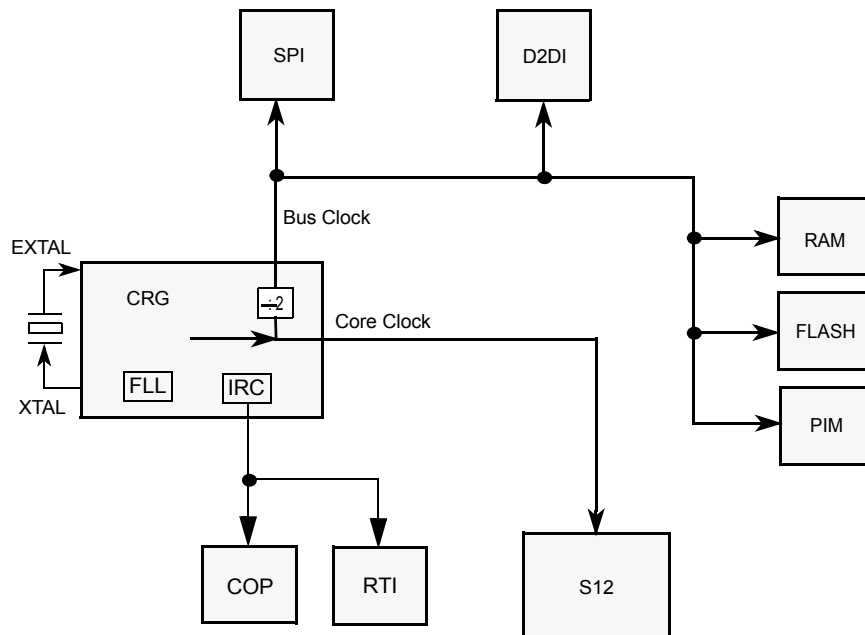 SPI
D2DI
Bus Clock
RAM
EXTAL
CRG
÷2
Core Clock
FLASH
FLL
IRC
XTAL
PIM
COP
RTI
S12